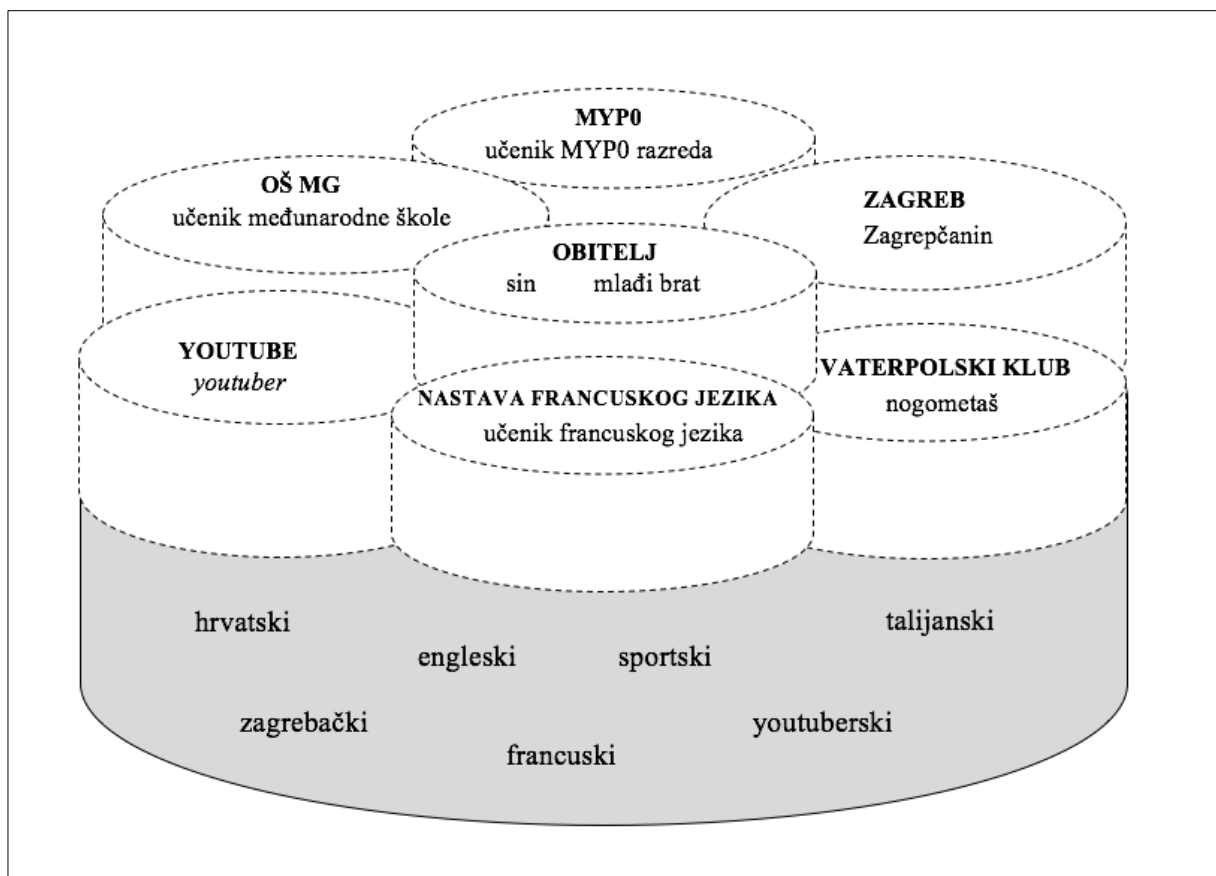 MYP0
učenik MYP0 razreda
OŠ MG
učenik međunarodne škole
ZAGREB
Zagrepčanin
OBITELJ
sin mlađi brat
YOUTUBE
youtuber
VATERPOLSKI KLUB
nogometaš
NASTAVA FRANCUSKOG JEZIKA
učenik francuskog jezika
hrvatski
talijanski
engleski
sportski
zagrebački
youtuberski
francuski